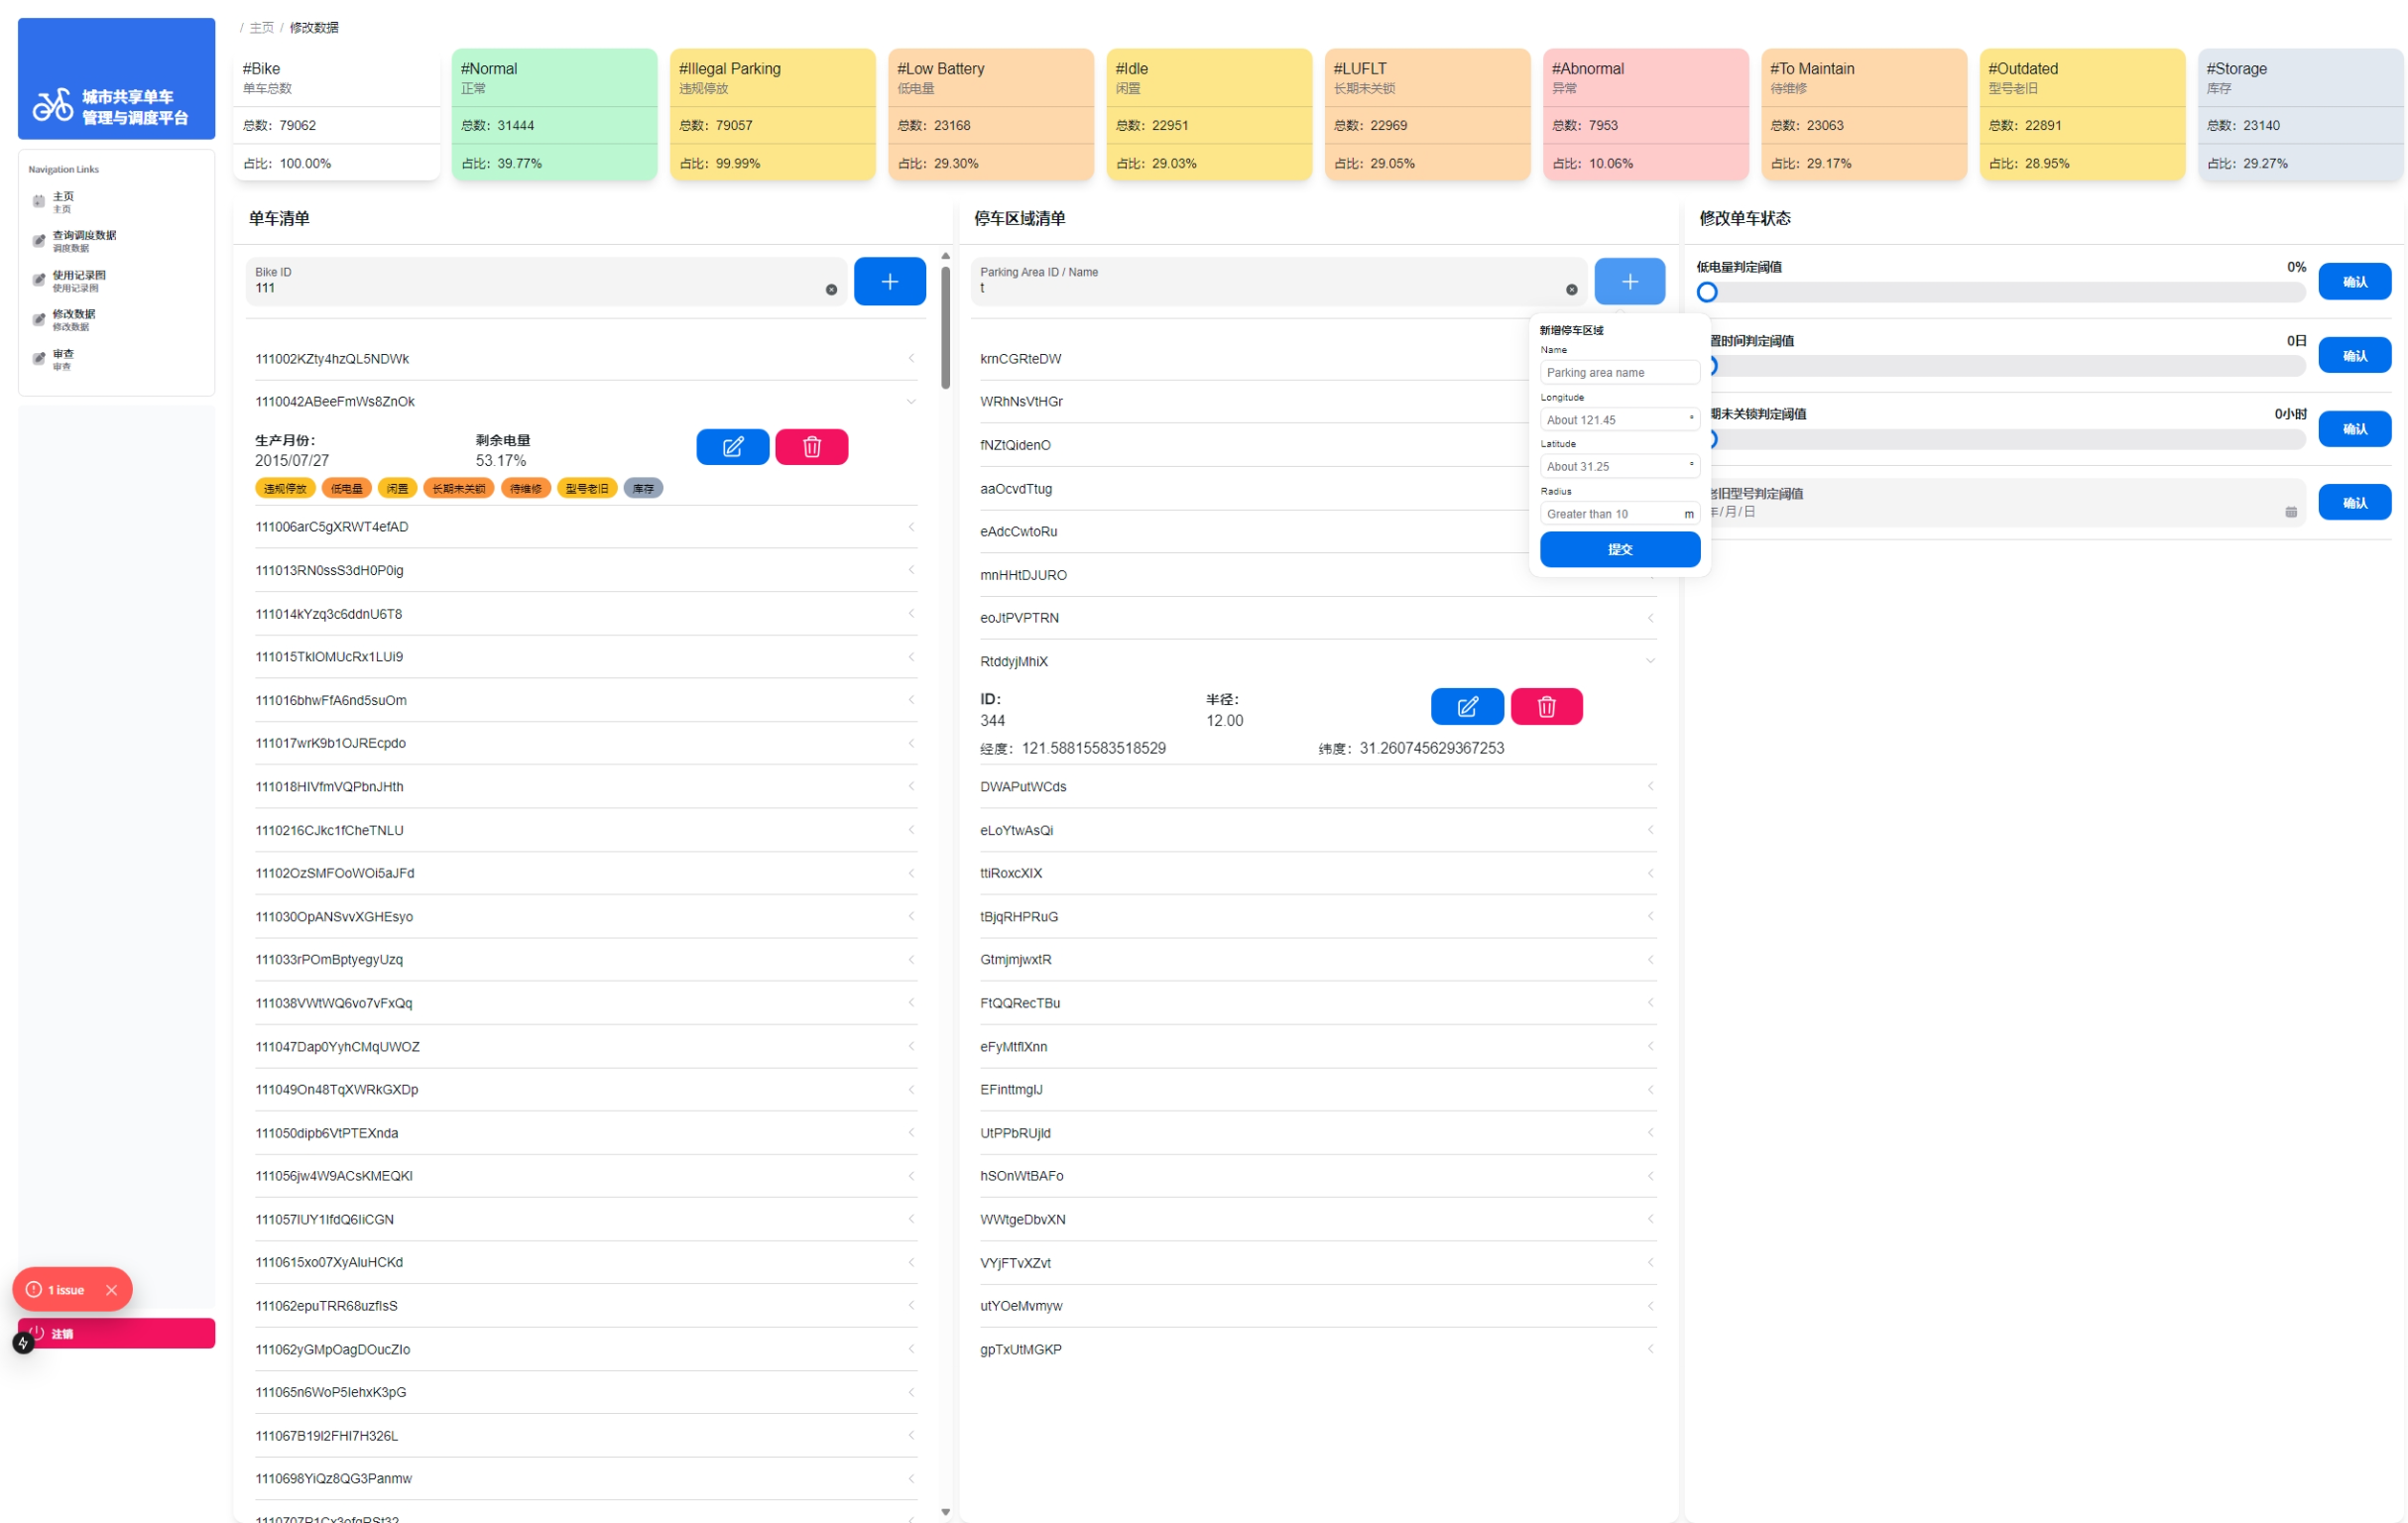 城市共享单车
管理与调度平台
Navigation Links
主页
主页
查询调度数据
调度数据
使用记录图
使用记录图
修改数据
修改数据
审查
审查
1 issue
注销
/ 主页 / 修改数据
#Bike
单车总数
总数：79062
占比：100.00%
#Normal
正常
总数：31444
占比：39.77%
#Illegal Parking
违规停放
总数：79057
占比：99.99%
#Low Battery
低电量
总数：23168
占比：29.30%
#Idle
闲置
总数：22951
占比：29.03%
#LUFLT
长期未关锁
总数：22969
占比：29.05%
#Abnormal
异常
总数：7953
占比：10.06%
#To Maintain
待维修
总数：23063
占比：29.17%
#Outdated
型号老旧
总数：22891
占比：28.95%
#Storage
库存
总数：23140
占比：29.27%
单车清单
Bike ID
111
111002KZty4hzQL5NDWk
1110042ABeeFmWs8ZnOk
生产月份：
2015/07/27
剩余电量
53.17%
违规停放 低电量 闲置 长期未关锁 待维修 型号老旧 库存
111006arC5gXRWT4efAD
111013RN0ssS3dH0P0ig
111014kYzq3c6ddnU6T8
111015TklOMUcRx1LUi9
111016bhwFfA6nd5suOm
111017wrK9b1OJREcpdo
111018HIVfmVQPbnJHth
1110216CJkc1fCheTNLU
11102OzSMFOoWOi5aJFd
111030OpANSvvXGHEsyo
111033rPOmBptyegyUzq
111038VWtWQ6vo7vFxQq
111047Dap0YyhCMqUWOZ
111049On48TqXWRkGXDp
111050dipb6VtPTEXnda
111056jw4W9ACsKMEQKI
111057IUY1IfdQ6IiCGN
1110615xo07XyAluHCKd
111062epuTRR68uzfIsS
111062yGMpOagDOucZIo
111065n6WoP5IehxK3pG
111067B19I2FHI7H326L
1110698YiQz8QG3Panmw
停车区域清单
Parking Area ID / Name
t
krnCGRteDW
WRhNsVtHGr
fNZtQidenO
aaOcvdTtug
eAdcCwtoRu
mnHHtDJURO
eoJtPVPTRN
RtddyjMhiX
ID：
344
半径：
12.00
经度：121.58815583518529
纬度：31.260745629367253
DWAPutWCds
eLoYtwAsQi
ttiRoxcXIX
tBjqRHPRuG
GtmjmjwxtR
FtQQRecTBu
eFyMtflXnn
EFinttmgIJ
UtPPbRUjld
hSOnWtBAFo
WWtgeDbvXN
VYjFTvXZvt
utYOeMvmyw
gpTxUtMGKP
新增停车区域
Name
Parking area name
Longitude
About 121.45 °
Latitude
About 31.25 °
Radius
Greater than 10 m
提交
修改单车状态
低电量判定阈值 0%
确认
置时间判定阈值 0日
确认
期未关锁判定阈值 0小时
确认
老旧型号判定阈值
年/月/日
确认